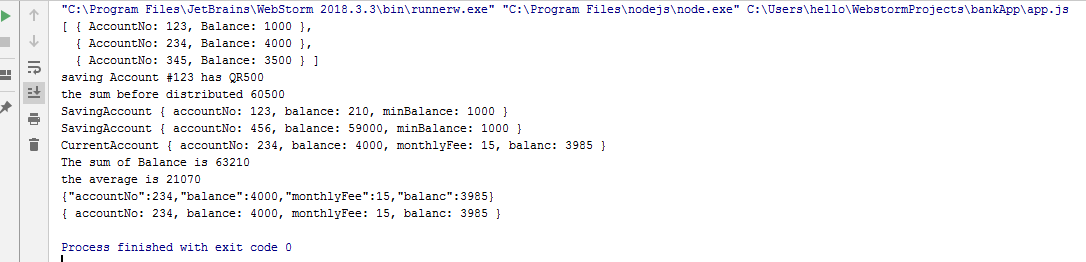 "C:\Program Files\JetBrains\WebStorm 2018.3.3\bin\runnerw.exe" "C:\Program Files\nodejs\node.exe" C:\Users\hello\WebstormProjects\bankApp\app.js
[ { AccountNo: 123, Balance: 1000 },
  { AccountNo: 234, Balance: 4000 },
  { AccountNo: 345, Balance: 3500 } ]
saving Account #123 has QR500
the sum before distributed 60500
SavingAccount { accountNo: 123, balance: 210, minBalance: 1000 }
SavingAccount { accountNo: 456, balance: 59000, minBalance: 1000 }
CurrentAccount { accountNo: 234, balance: 4000, monthlyFee: 15, balanc: 3985 }
The sum of Balance is 63210
the average is 21070
{"accountNo":234,"balance":4000,"monthlyFee":15,"balanc":3985}
{ accountNo: 234, balance: 4000, monthlyFee: 15, balanc: 3985 }
Process finished with exit code 0